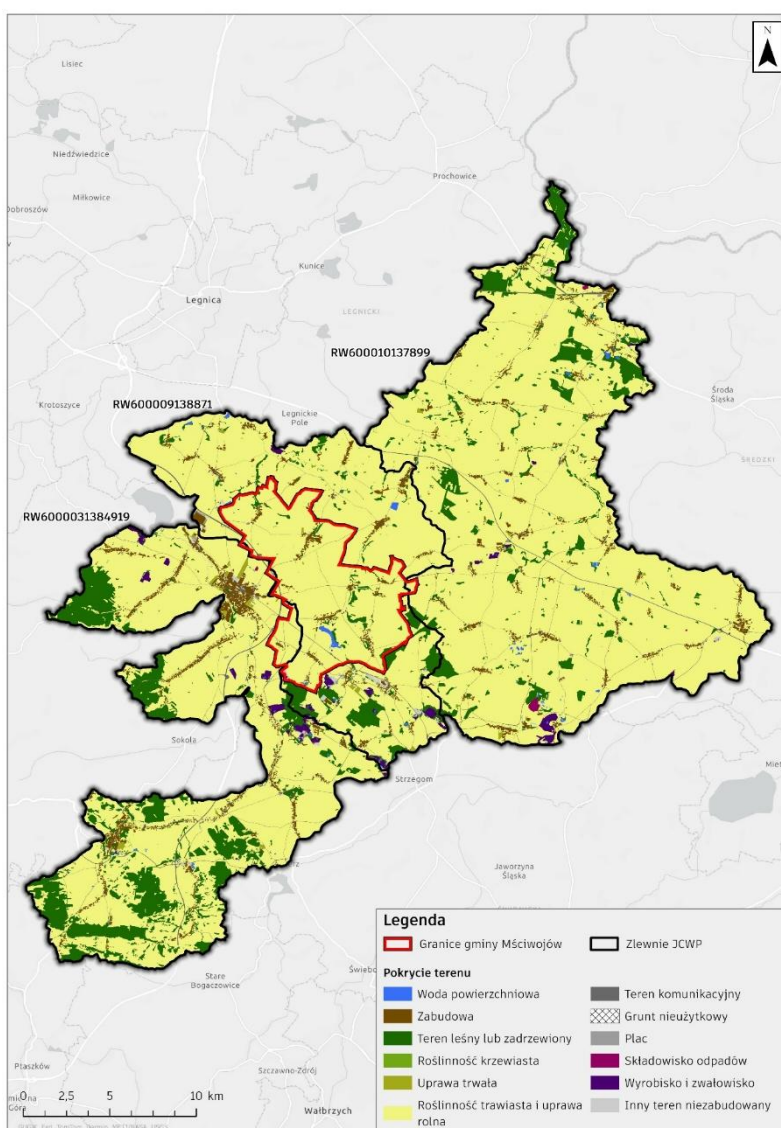 N
Lisiec
Niedźwiedzice
Prochowice
Miłkowice
Dobroszów
Kunice
Legnica
LEGNICKI
RW600010137899
Krotoszyce
RW600009138871
Legnickie
Pole
Środa
Śląska
ŚREDZKI
RW6000031384919
Sokola
Strzegom
Jaworzyna
Śląska
Stare
Bogaczowice
Ptaszków
Szczawno-Zdrój
Wałbrzych
0 2,5 5 10 km
Legenda
Granice gminy Mściwojów Zlewnie JCWP
Pokrycie terenu
Woda powierzchniowa Teren komunikacyjny
Zabudowa Grunt nieużytkowy
Teren leśny lub zadrzewiony Plac
Roślinność krzewiasta Składowisko odpadów
Uprawa trwała Wyrobisko i zwałowisko
Roślinność trawiasta i uprawa Inny teren niezabudowany
rolna